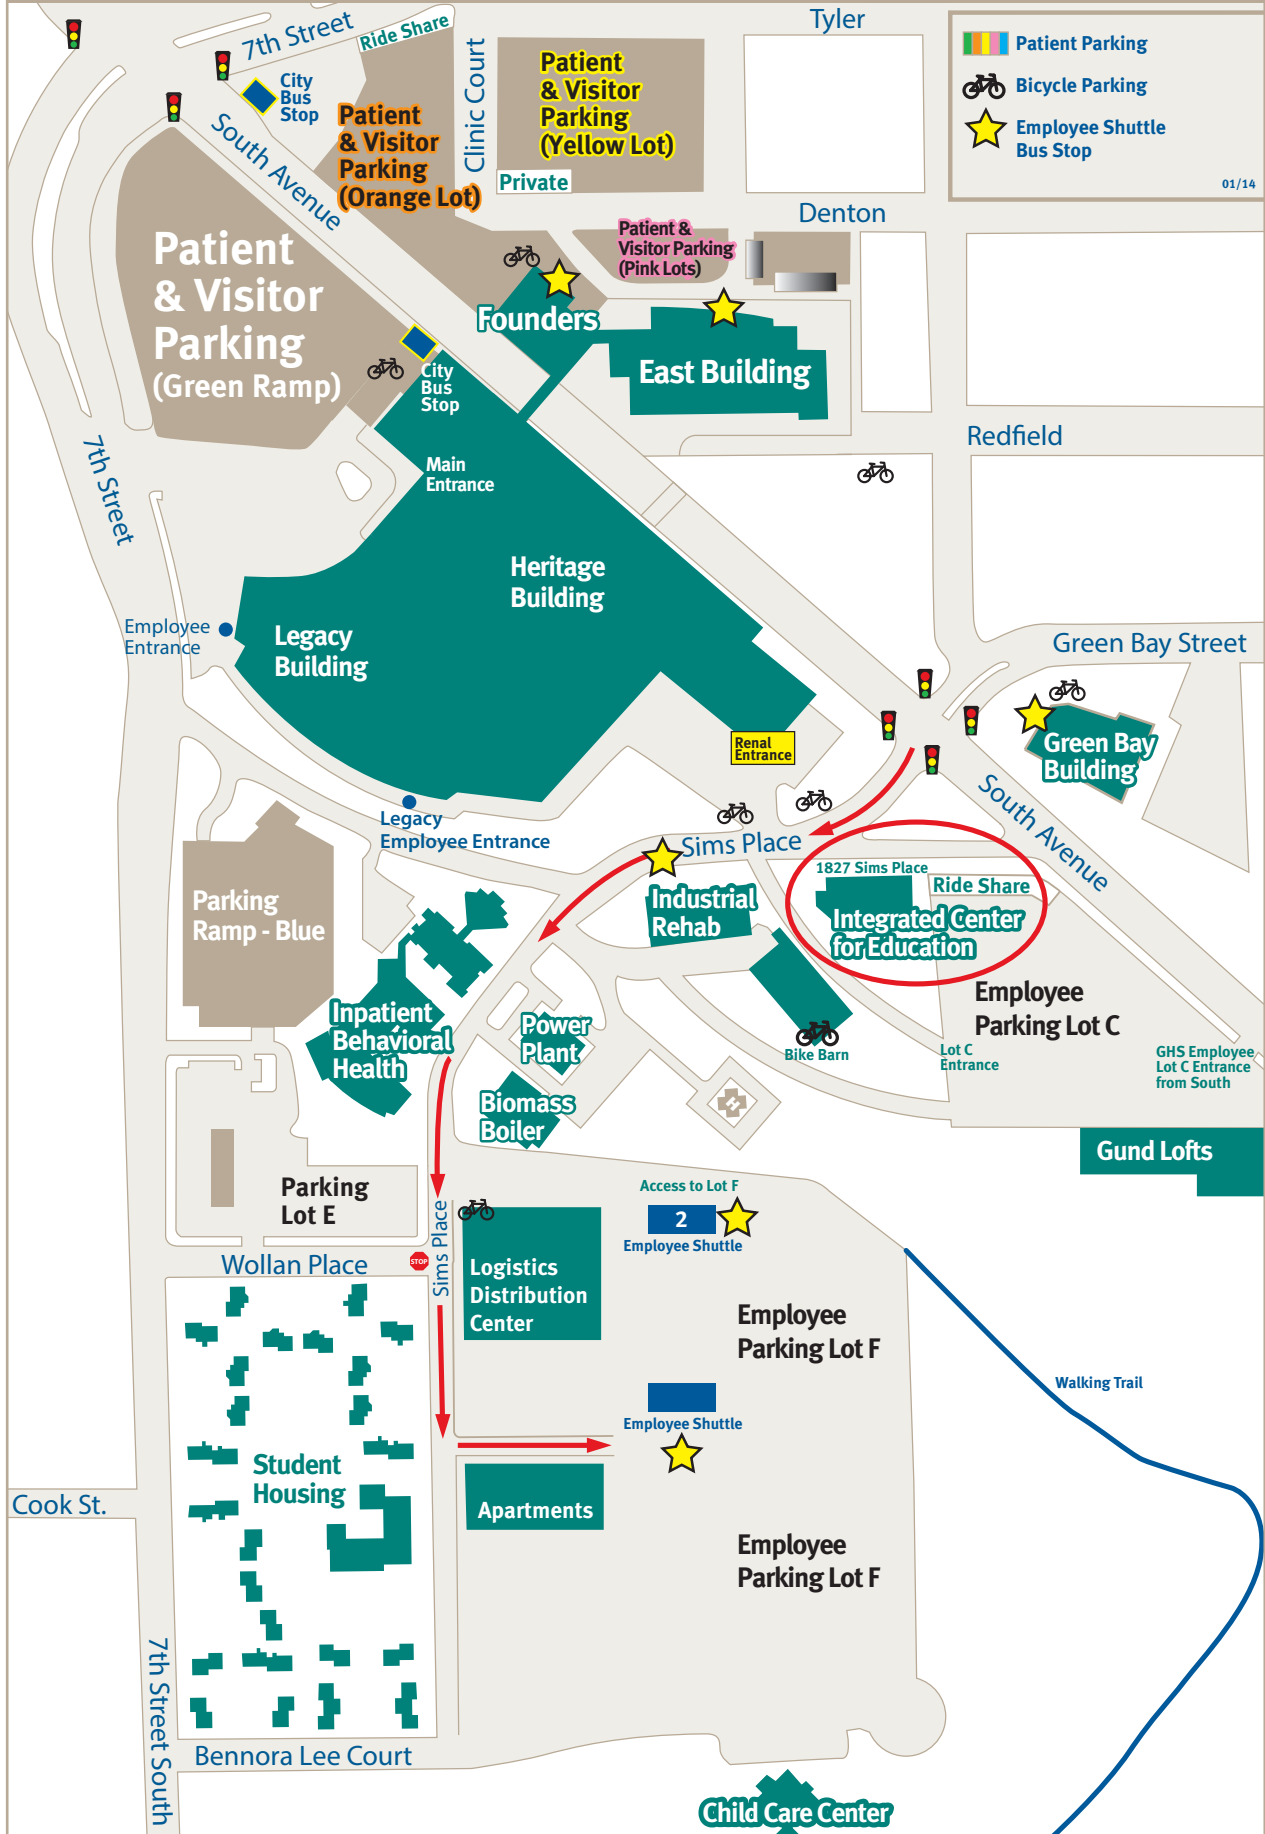 7th Street
Ride Share
Tyler
Patient Parking
Bicycle Parking
Employee Shuttle
Bus Stop
01/14
City
Bus
Stop
South Avenue
Patient
& Visitor
Parking
(Orange Lot)
Clinic Court
Patient
& Visitor
Parking
(Yellow Lot)
Private
Denton
Patient &
Visitor Parking
(Pink Lots)
Patient
& Visitor
Parking
(Green Ramp)
Founders
East Building
City
Bus
Stop
Redfield
7th Street
Main
Entrance
Heritage
Building
Employee
Entrance
Legacy
Building
Green Bay Street
Renal
Entrance
Green Bay
Building
Legacy
Employee Entrance
Sims Place
South Avenue
1827 Sims Place
Ride Share
Integrated Center
for Education
Industrial
Rehab
Parking
Ramp - Blue
Employee
Parking Lot C
Inpatient
Behavioral
Health
Power
Plant
Bike Barn
Lot C
Entrance
GHS Employee
Lot C Entrance
from South
Biomass
Boiler
H
Gund Lofts
Parking
Lot E
Access to Lot F
2
Employee Shuttle
Sims Place
Wollan Place
STOP
Logistics
Distribution
Center
Employee
Parking Lot F
Walking Trail
Employee Shuttle
Student
Housing
Cook St.
Apartments
Employee
Parking Lot F
7th Street South
Bennora Lee Court
Child Care Center